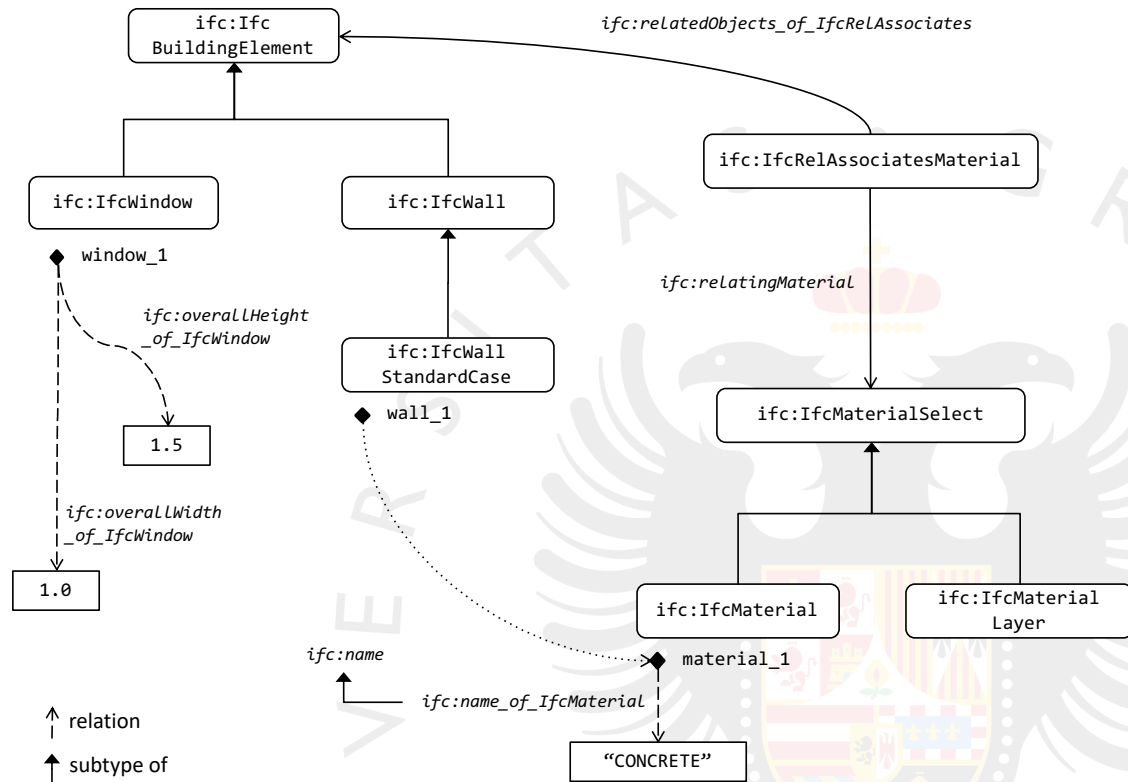 ifc:Ifc
BuildingElement
ifc:relatedObjects_of_IfcRelAssociates
ifc:IfcRelAssociatesMaterial
ifc:IfcWindow
ifc:IfcWall
window_1
ifc:relatingMaterial
ifc:overallHeight
_of_IfcWindow
ifc:IfcWall
StandardCase
wall_1
ifc:IfcMaterialSelect
1.5
ifc:overallWidth
_of_IfcWindow
1.0
ifc:IfcMaterial
ifc:IfcMaterial
Layer
ifc:name
material_1
ifc:name_of_IfcMaterial
relation
subtype of
“CONCRETE”
V E R S I T A S
G R